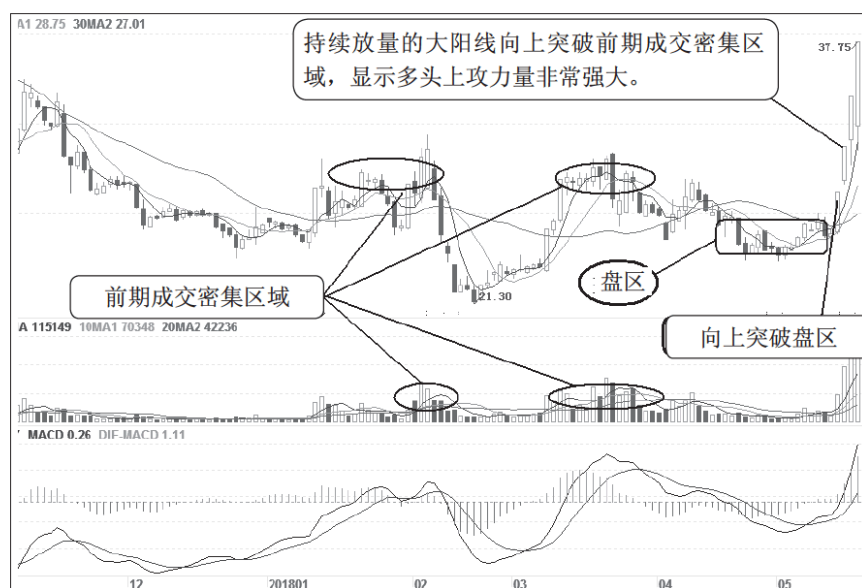 A1 28.75 30MA2 27.01
持续放量的大阳线向上突破前期成交密集区
域，显示多头上攻力量非常强大。
37.75
前期成交密集区域
21.30
盘区
向上突破盘区
A 115149 10MA1 70348 20MA2 42236
MACD 0.26 DIF-MACD 1.11
12 201801 02 03 04 05